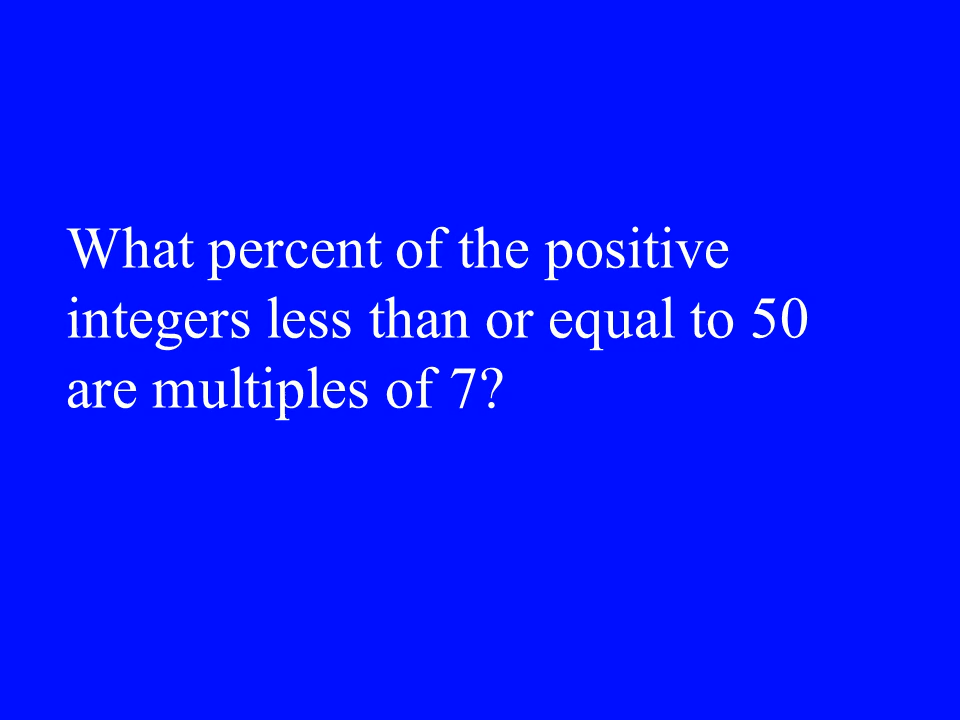 What percent of the positive
integers less than or equal to 50
are multiples of 7?